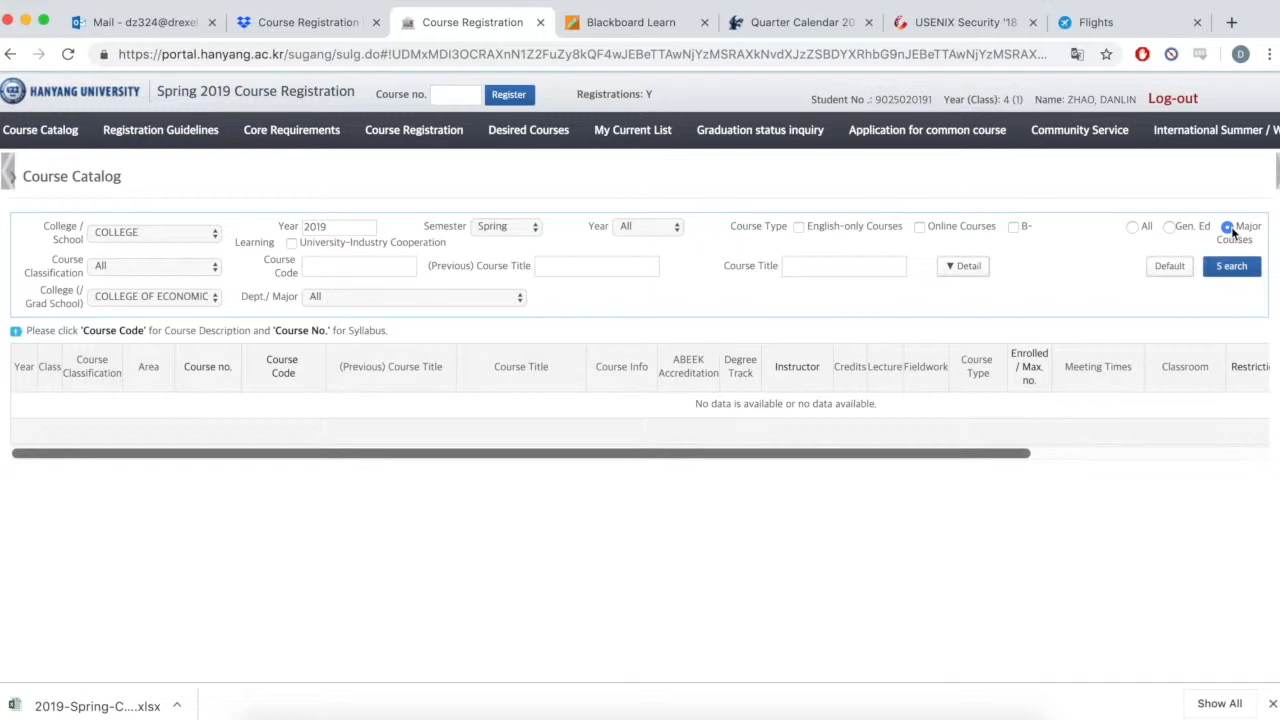 Mail - dz324@drexel
Course Registration
Course Registration
Blackboard Learn
Quarter Calendar 20
USENIX Security '18
Flights
https://portal.hanyang.ac.kr/sugang/sulg.do#!UDMxMDI3OCRAXnN1Z2FuZy8kQF4wJEBeTTAwNjYzMSRAXkNvdXJzZSBDYXRhbG9nJEBeTTAwNjYzMSRAX...
D
HANYANG UNIVERSITY
Spring 2019 Course Registration
Course no.
Register
Registrations: Y
Student No .: 9025020191 Year (Class): 4 (1) Name: ZHAO, DANLIN
Log-out
Course Catalog
Registration Guidelines
Core Requirements
Course Registration
Desired Courses
My Current List
Graduation status inquiry
Application for common course
Community Service
International Summer / W
Course Catalog
College / School
COLLEGE
Year
2019
Semester
Spring
Year
All
Course Type
English-only Courses
Online Courses
B-
All
Gen. Ed
Major Courses
Learning
University-Industry Cooperation
Course Classification
All
Course Code
(Previous) Course Title
Course Title
▼ Detail
Default
S earch
College (/ Grad School)
COLLEGE OF ECONOMIC
Dept./ Major
All
Please click 'Course Code' for Course Description and 'Course No.' for Syllabus.
Year
Class
Course Classification
Area
Course no.
Course Code
(Previous) Course Title
Course Title
Course Info
ABEEK Accreditation
Degree Track
Instructor
Credits
Lecture
Fieldwork
Course Type
Enrolled / Max. no.
Meeting Times
Classroom
Restricti
No data is available or no data available.
2019-Spring-C....xlsx
Show All